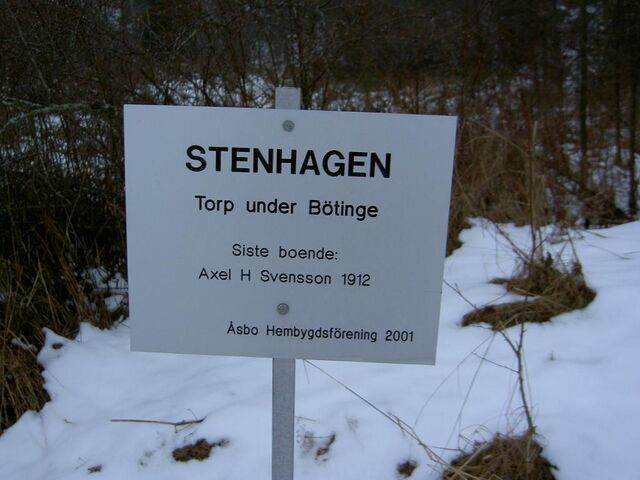 STENHAGEN
Torp under Bötinge
Siste boende:
Axel H Svensson 1912
Åsbo Hembygdsförening 2001